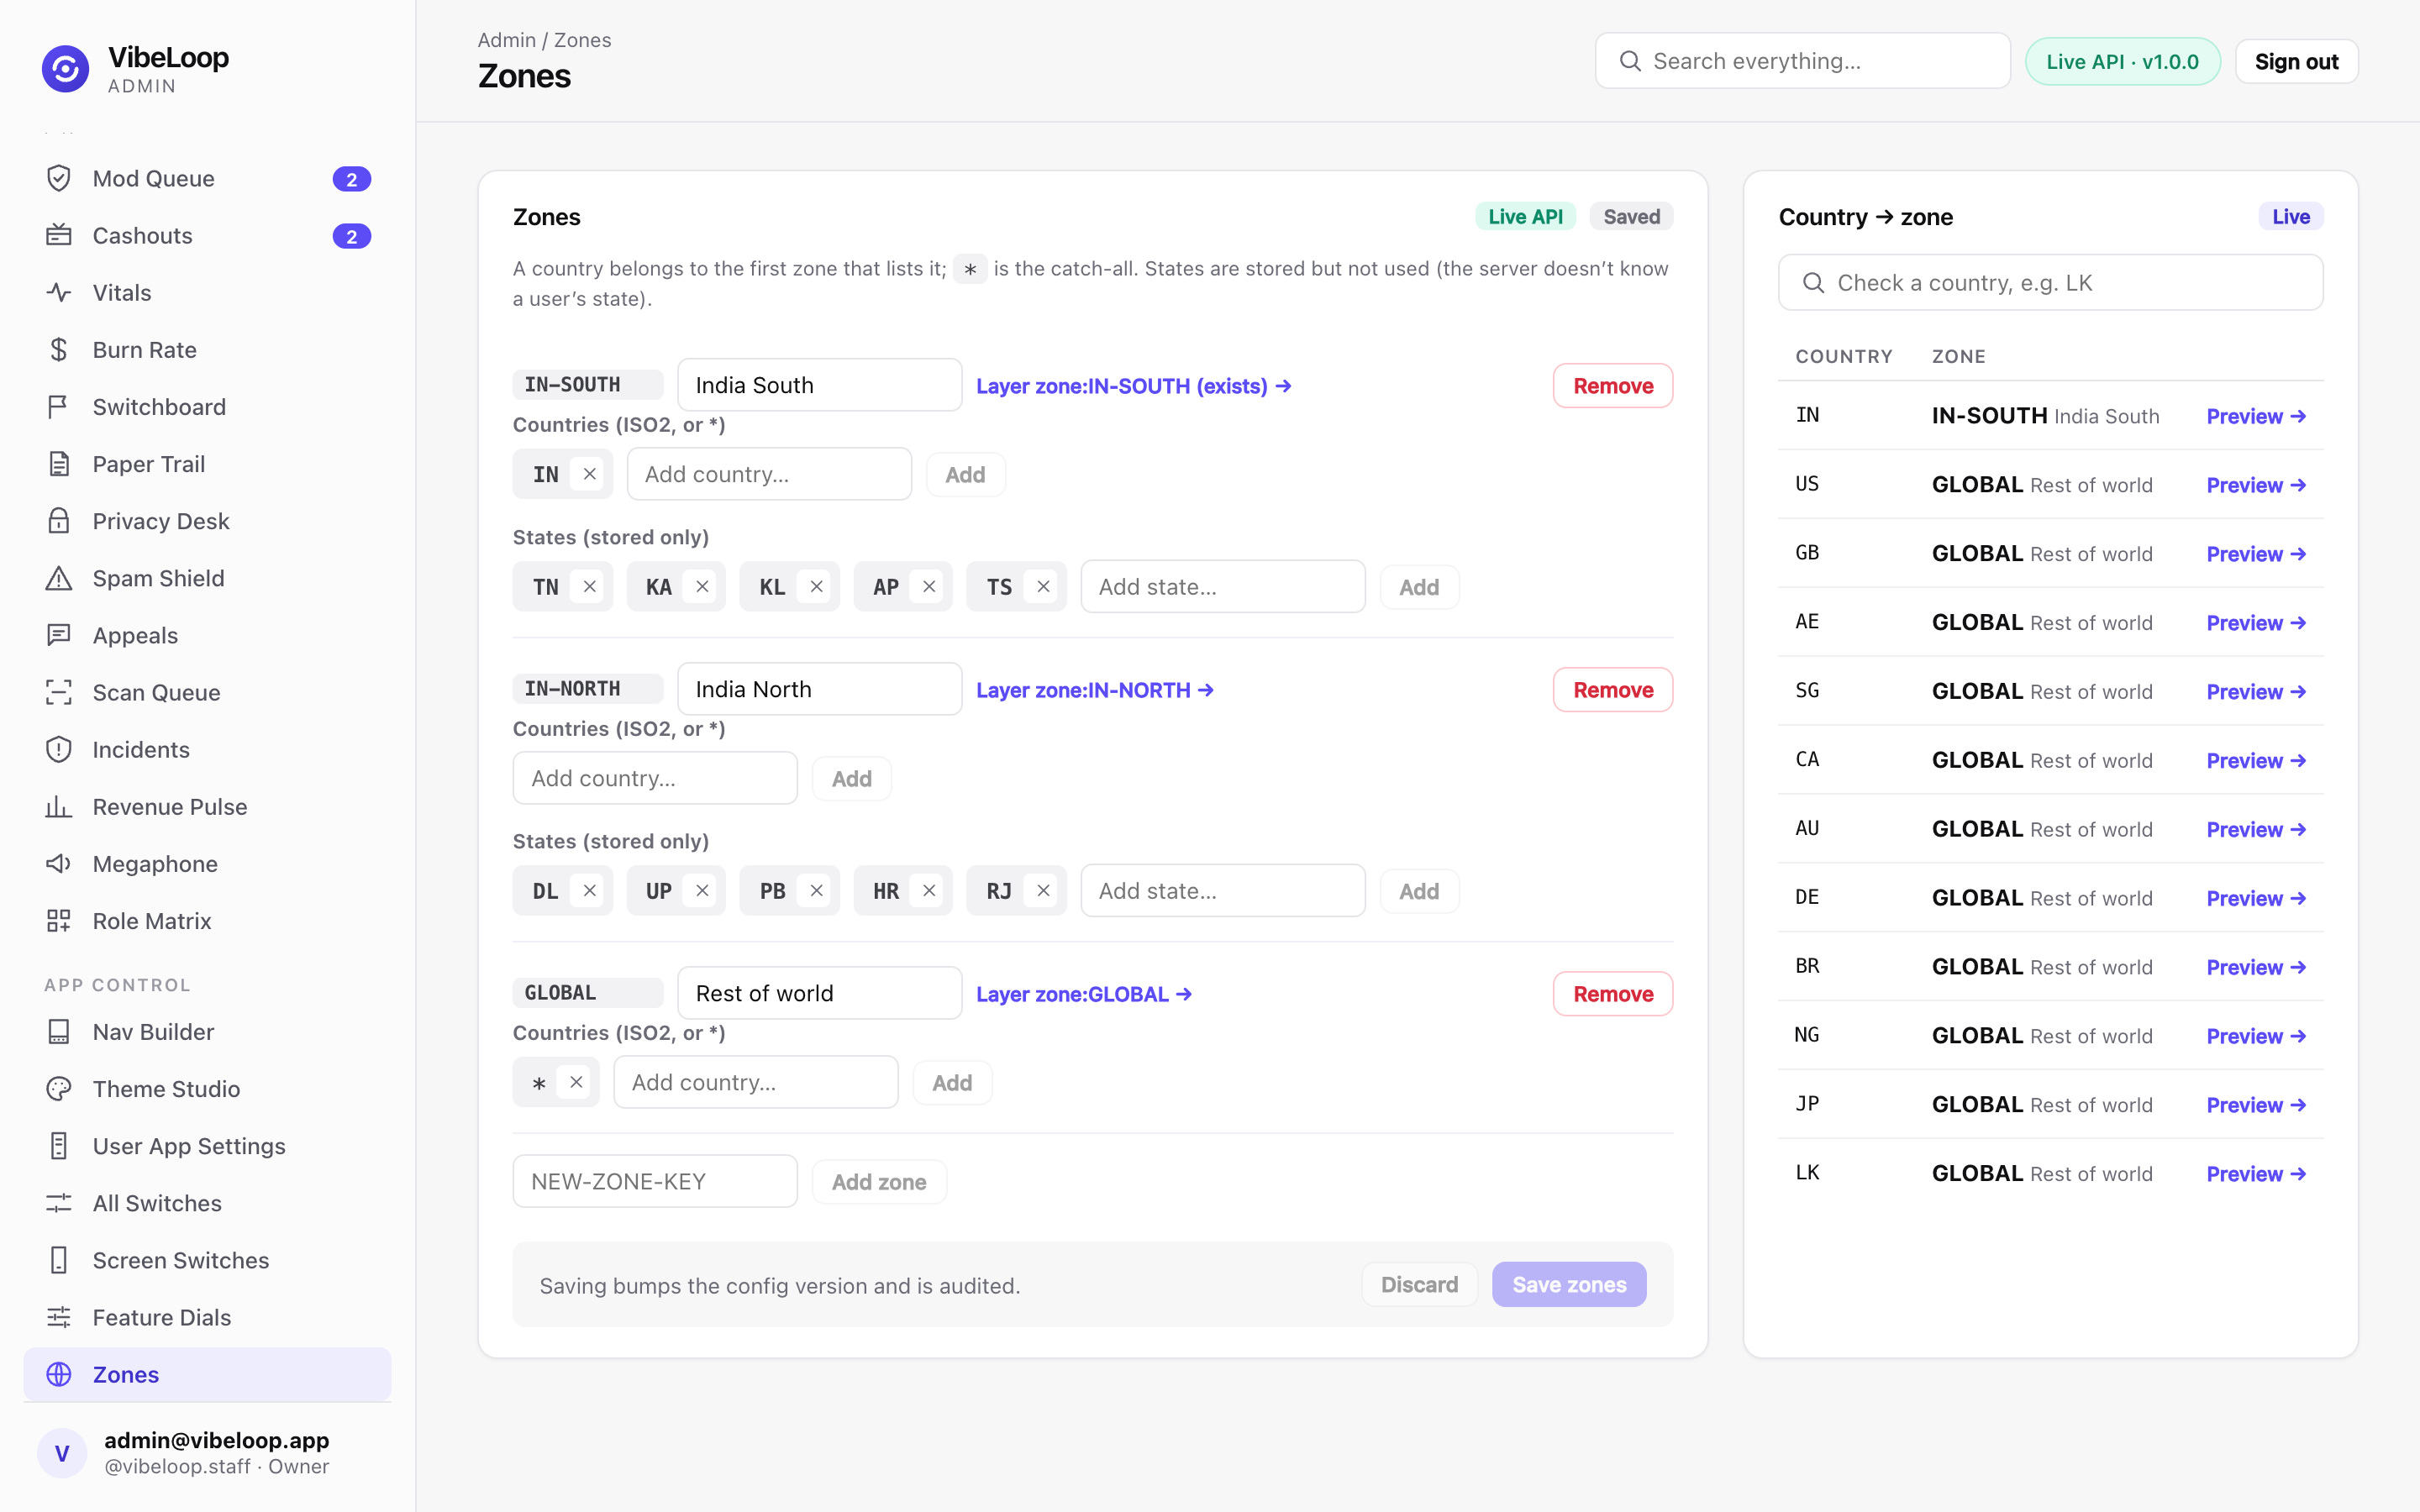 VibeLoop
ADMIN
Mod Queue 2
Cashouts 2
Vitals
Burn Rate
Switchboard
Paper Trail
Privacy Desk
Spam Shield
Appeals
Scan Queue
Incidents
Revenue Pulse
Megaphone
Role Matrix
APP CONTROL
Nav Builder
Theme Studio
User App Settings
All Switches
Screen Switches
Feature Dials
Zones
V
admin@vibeloop.app
@vibeloop.staff · Owner
Admin / Zones
Zones
Search everything...
Live API · v1.0.0
Sign out
Zones
Live API
Saved
A country belongs to the first zone that lists it; * is the catch-all. States are stored but not used (the server doesn’t know
a user’s state).
IN-SOUTH India South Layer zone:IN-SOUTH (exists) → Remove
Countries (ISO2, or *)
IN × Add country... Add
States (stored only)
TN × KA × KL × AP × TS × Add state... Add
IN-NORTH India North Layer zone:IN-NORTH → Remove
Countries (ISO2, or *)
Add country... Add
States (stored only)
DL × UP × PB × HR × RJ × Add state... Add
GLOBAL Rest of world Layer zone:GLOBAL → Remove
Countries (ISO2, or *)
* × Add country... Add
NEW-ZONE-KEY Add zone
Saving bumps the config version and is audited. Discard Save zones
Country → zone
Live
Check a country, e.g. LK
COUNTRY ZONE
IN IN-SOUTH India South Preview →
US GLOBAL Rest of world Preview →
GB GLOBAL Rest of world Preview →
AE GLOBAL Rest of world Preview →
SG GLOBAL Rest of world Preview →
CA GLOBAL Rest of world Preview →
AU GLOBAL Rest of world Preview →
DE GLOBAL Rest of world Preview →
BR GLOBAL Rest of world Preview →
NG GLOBAL Rest of world Preview →
JP GLOBAL Rest of world Preview →
LK GLOBAL Rest of world Preview →